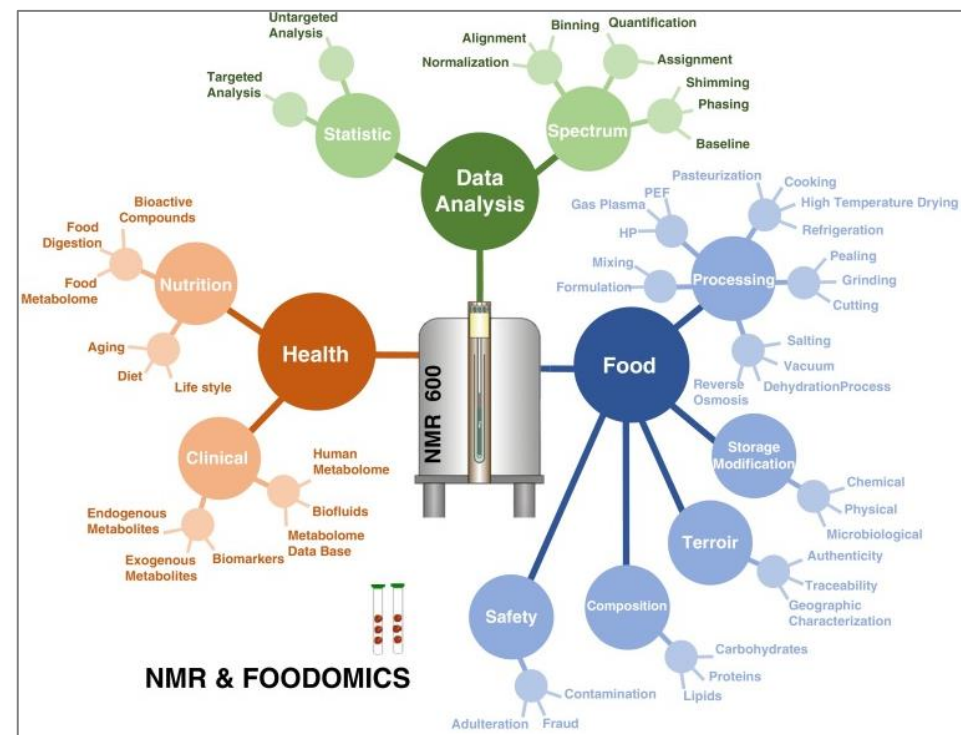 Untargeted
Analysis
Targeted
Analysis
Statistic
Alignment
Normalization
Binning
Quantification
Assignment
Shimming
Phasing
Baseline
Spectrum
Data
Analysis
Bioactive
Compounds
Food
Digestion
Food
Metabolome
Nutrition
Aging
Diet
Life style
Health
Clinical
Human
Metabolome
Biofluids
Metabolome
Data Base
Endogenous
Metabolites
Exogenous
Metabolites
Biomarkers
NMR 600
Food
Pasteurization
Cooking
High Temperature Drying
Refrigeration
PEF
Gas Plasma
HP
Mixing
Formulation
Processing
Pealing
Grinding
Cutting
Salting
Vacuum
DehydrationProcess
Reverse
Osmosis
Storage
Modification
Chemical
Physical
Microbiological
Terroir
Authenticity
Traceability
Geographic
Characterization
Composition
Carbohydrates
Proteins
Lipids
Safety
Contamination
Fraud
Adulteration
NMR & FOODOMICS